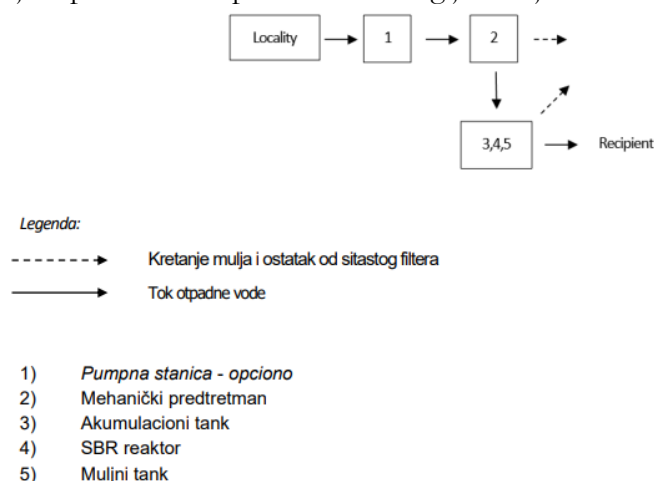 Locality
1
2
3,4,5
Recipient
Legenda:
Kretanje mulja i ostatak od sitastog filtera
Tok otpadne vode
1) Pumpna stanica - opciono
2) Mehanički predtretman
3) Akumulacioni tank
4) SBR reaktor
5) Muljni tank